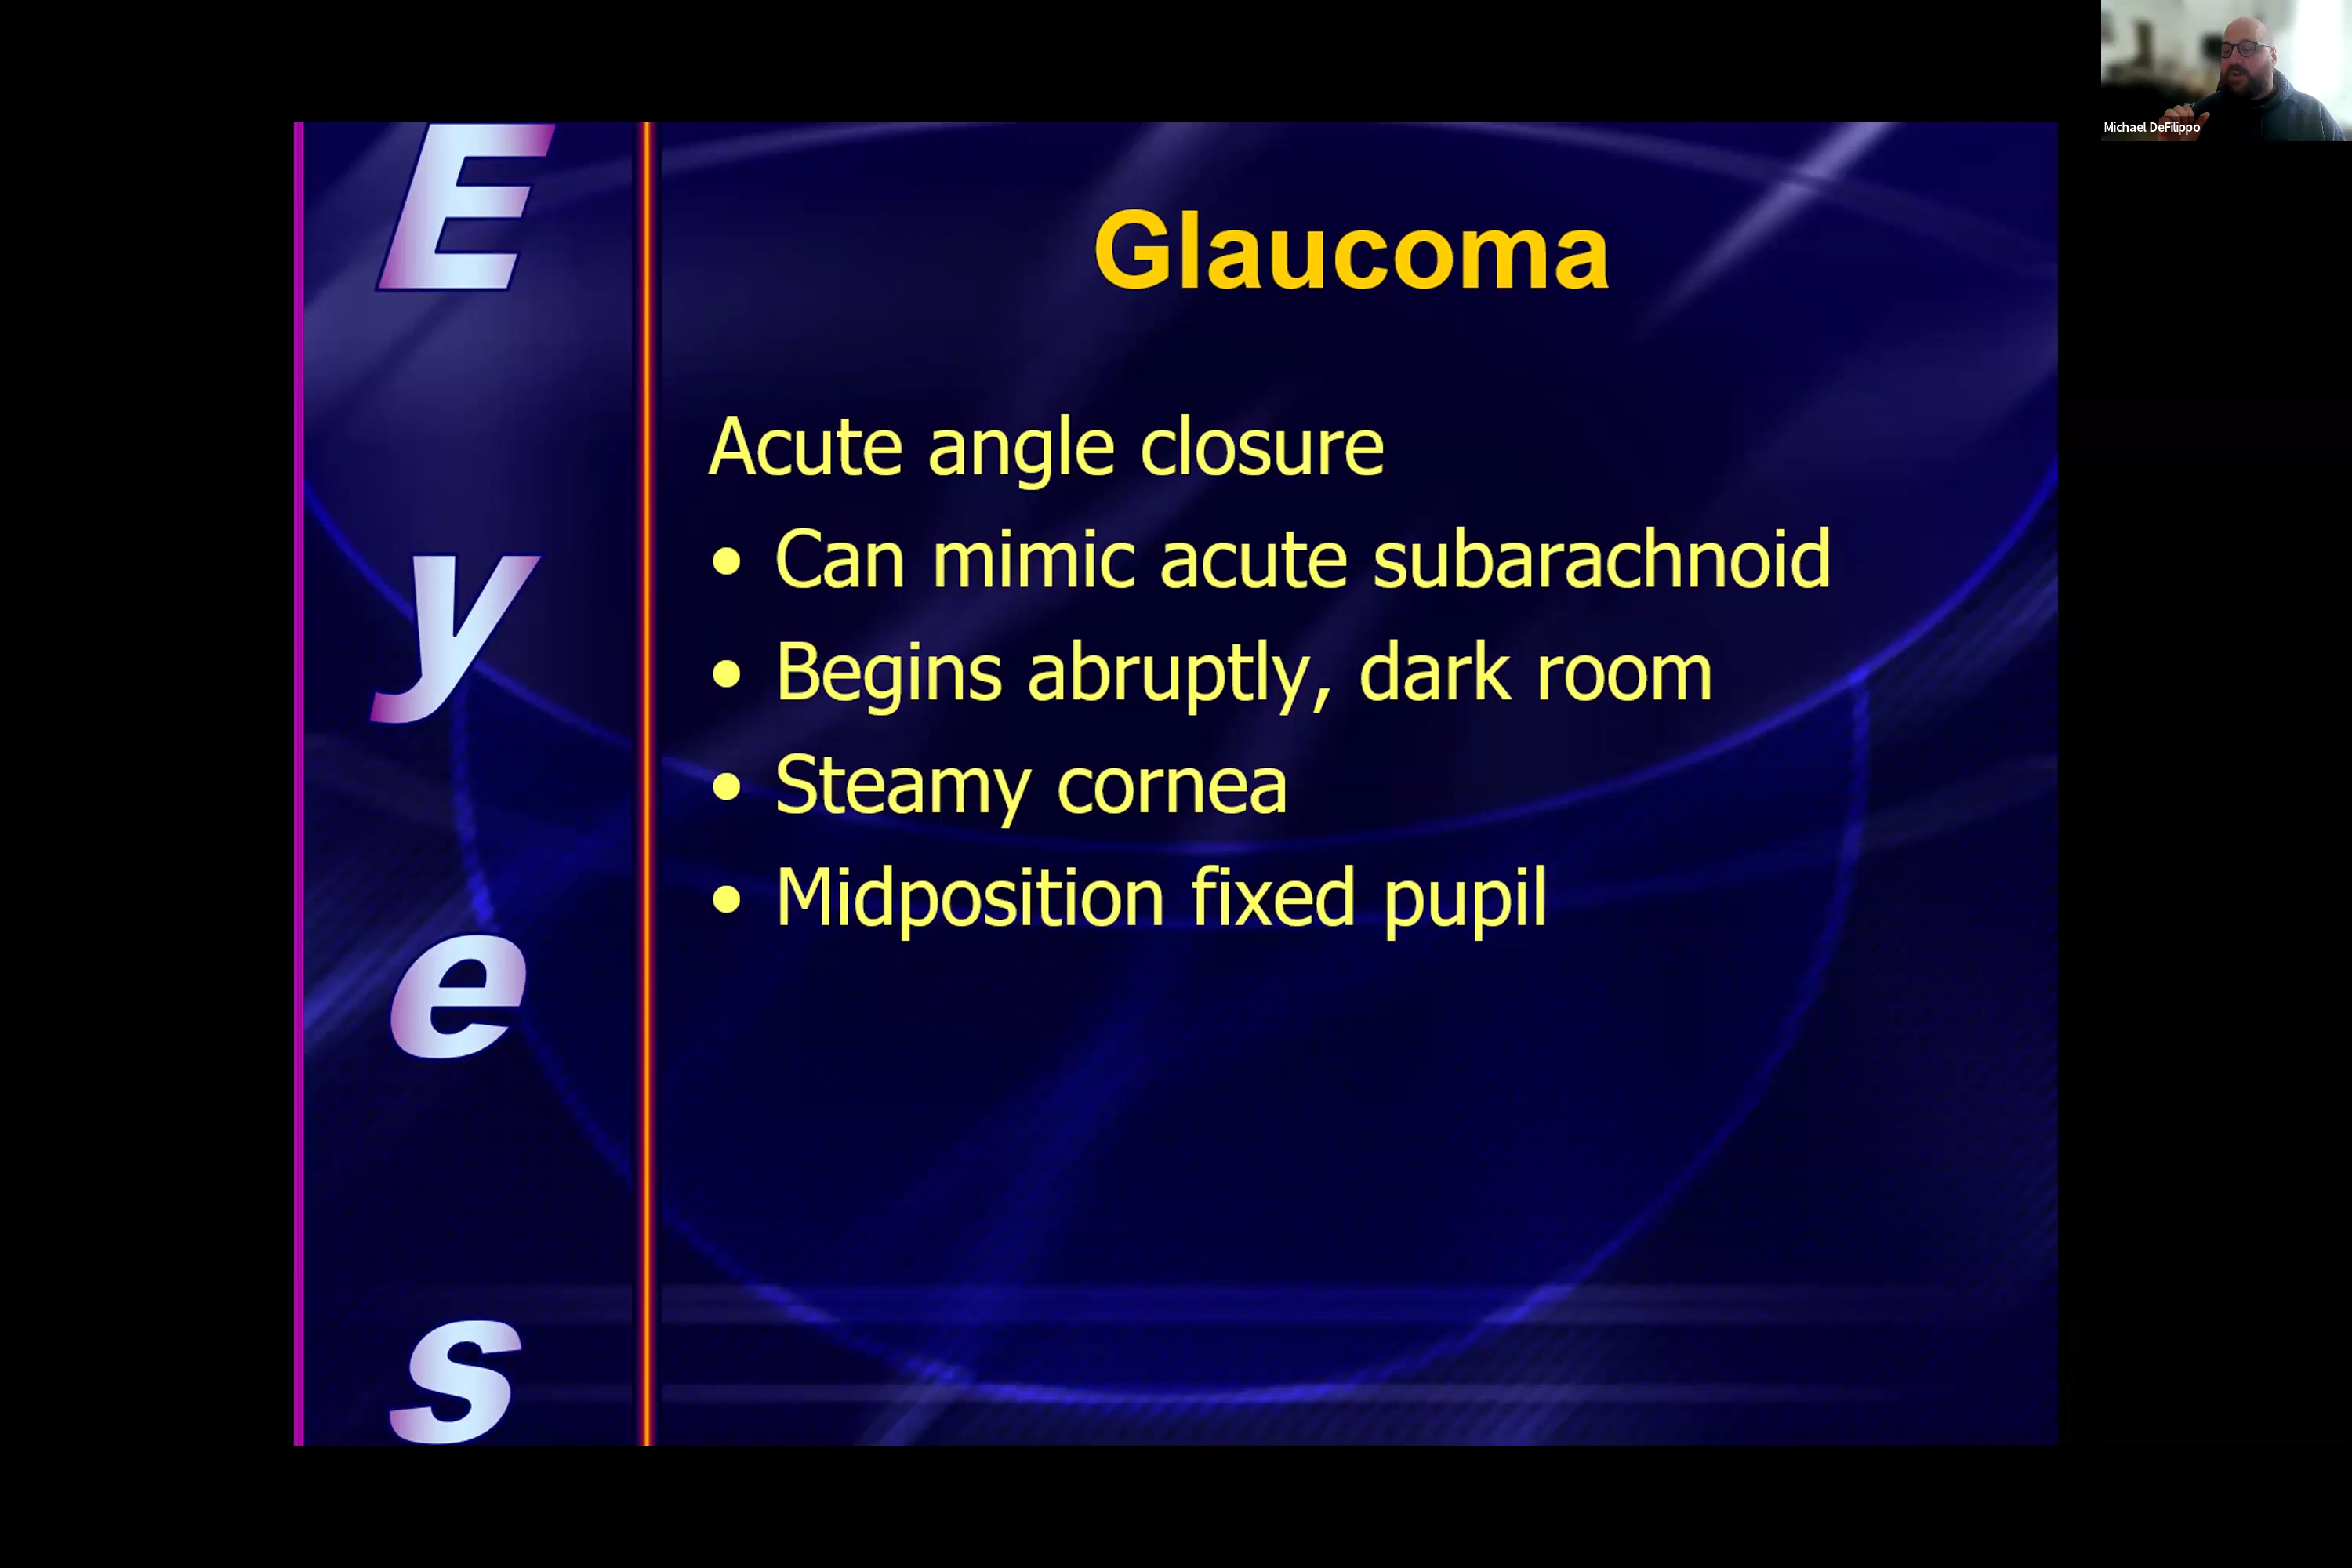 Eyes
Glaucoma
Acute angle closure
• Can mimic acute subarachnoid
• Begins abruptly, dark room
• Steamy cornea
• Midposition fixed pupil
Michael DeFilippo